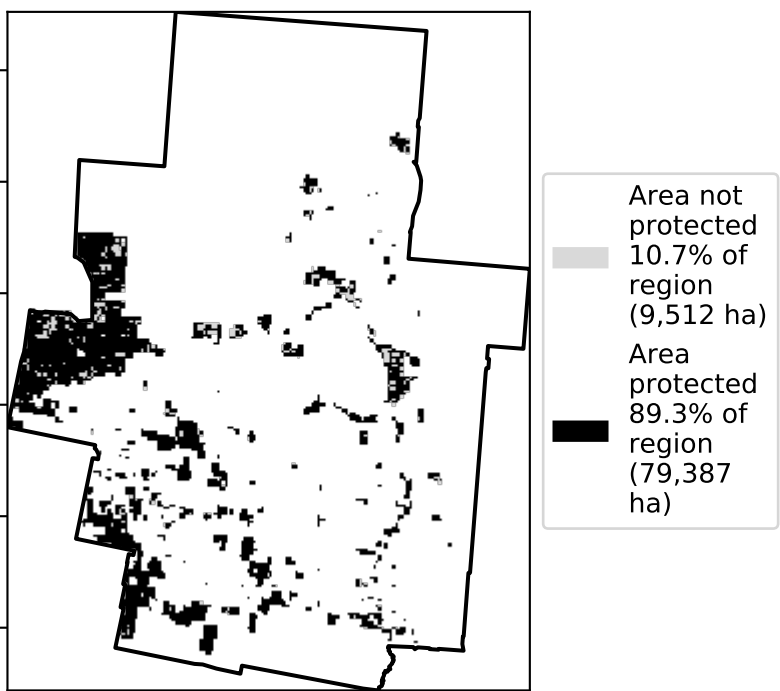 Area not
protected
10.7% of
region
(9,512 ha)
Area
protected
89.3% of
region
(79,387
ha)